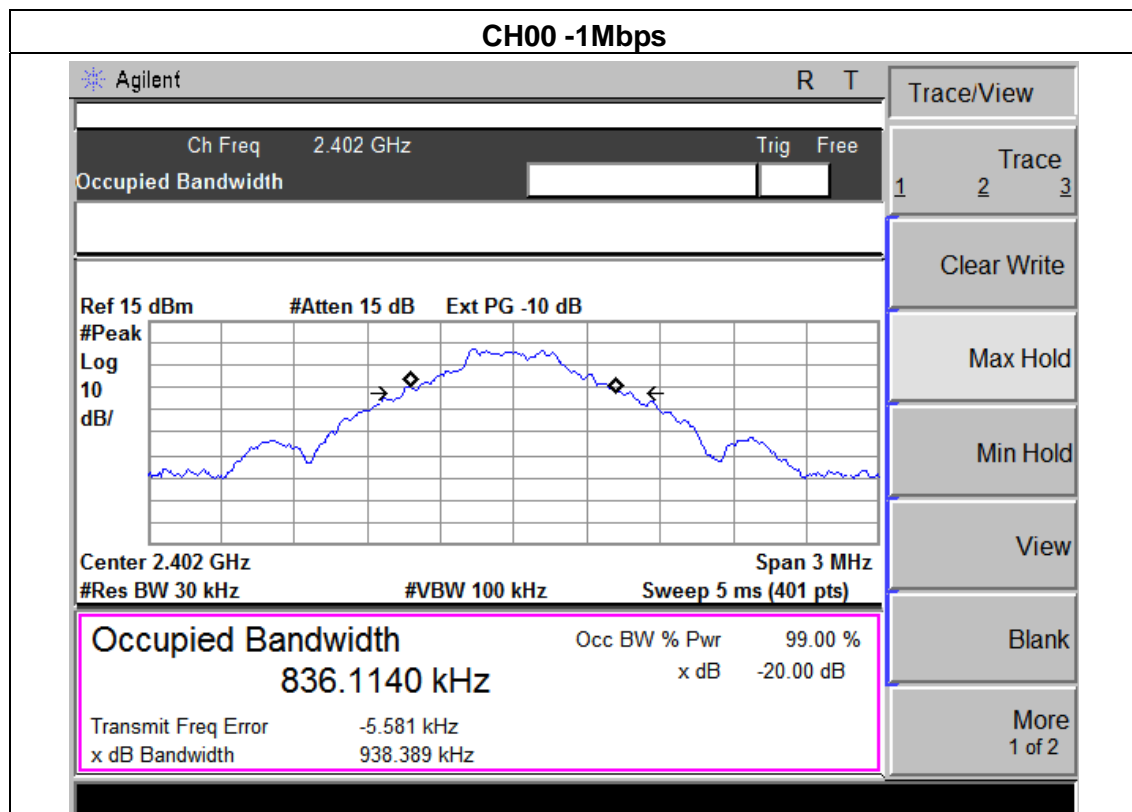 CH00 -1Mbps
Agilent R T
Ch Freq 2.402 GHz Trig Free
Occupied Bandwidth
Ref 15 dBm #Atten 15 dB Ext PG -10 dB
#Peak
Log
10
dB/
Center 2.402 GHz Span 3 MHz
#Res BW 30 kHz #VBW 100 kHz Sweep 5 ms (401 pts)
Occupied Bandwidth Occ BW % Pwr 99.00 %
836.1140 kHz x dB -20.00 dB
Transmit Freq Error -5.581 kHz
x dB Bandwidth 938.389 kHz
Trace/View
Trace
1 2 3
Clear Write
Max Hold
Min Hold
View
Blank
More
1 of 2